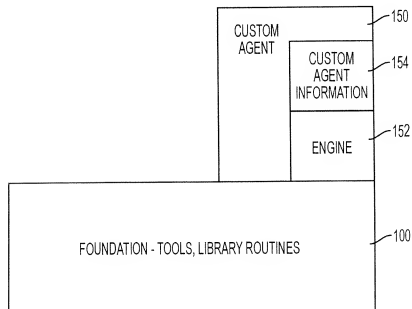 150
CUSTOM
AGENT
154
CUSTOM
AGENT
INFORMATION
152
ENGINE
FOUNDATION - TOOLS, LIBRARY ROUTINES
100